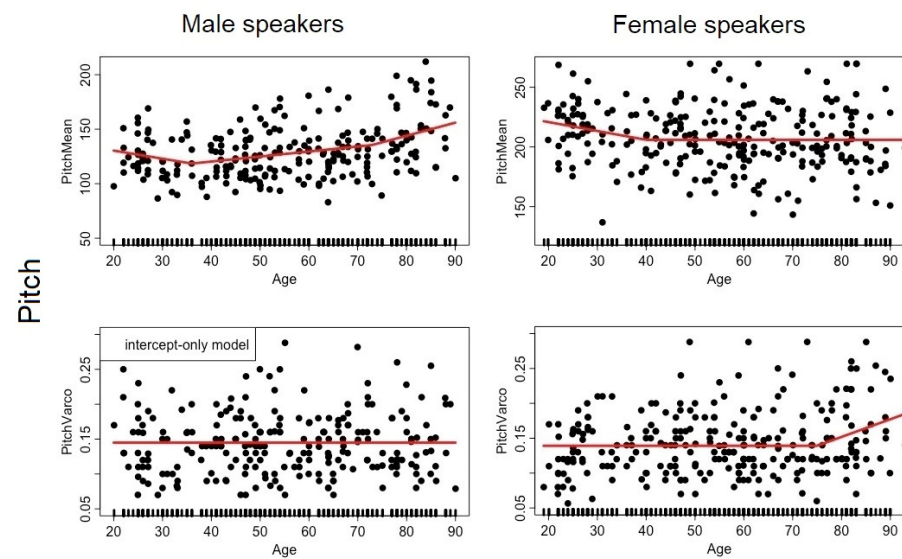 Male speakers
Female speakers
Pitch
PitchMean
200
150
100
50
20 30 40 50 60 70 80 90
Age
PitchMean
250
200
150
20 30 40 50 60 70 80 90
Age
PitchVarco
0.25
0.15
0.05
intercept-only model
20 30 40 50 60 70 80 90
Age
PitchVarco
0.25
0.15
0.05
20 30 40 50 60 70 80 90
Age